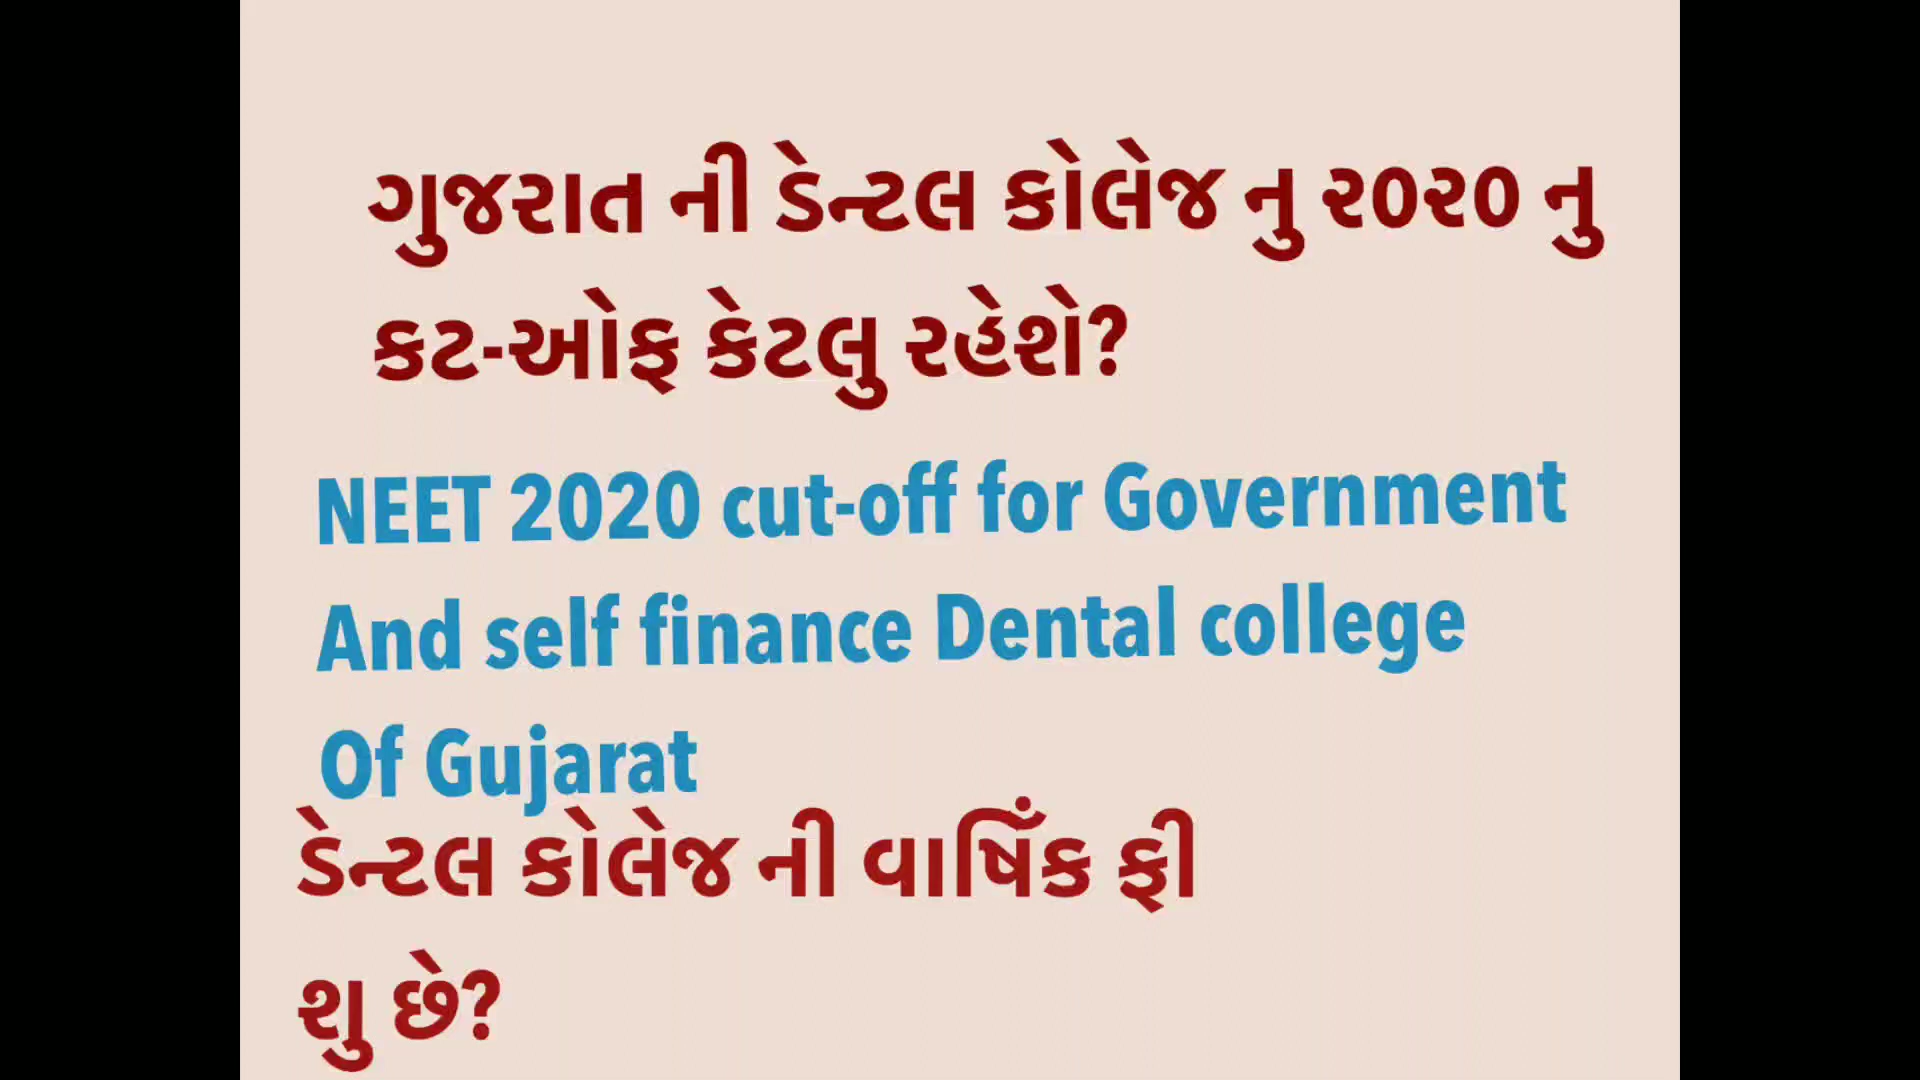 ગુજરાત ની ડેન્ટલ કોલેજ નુ ૨૦૨૦ નુ
કટ-ઓફ કેટલુ રહેશે?
NEET 2020 cut-off for Government
And self finance Dental college
Of Gujarat
ડેન્ટલ કોલેજ ની વાર્ષિંક ફી
શુ છે?